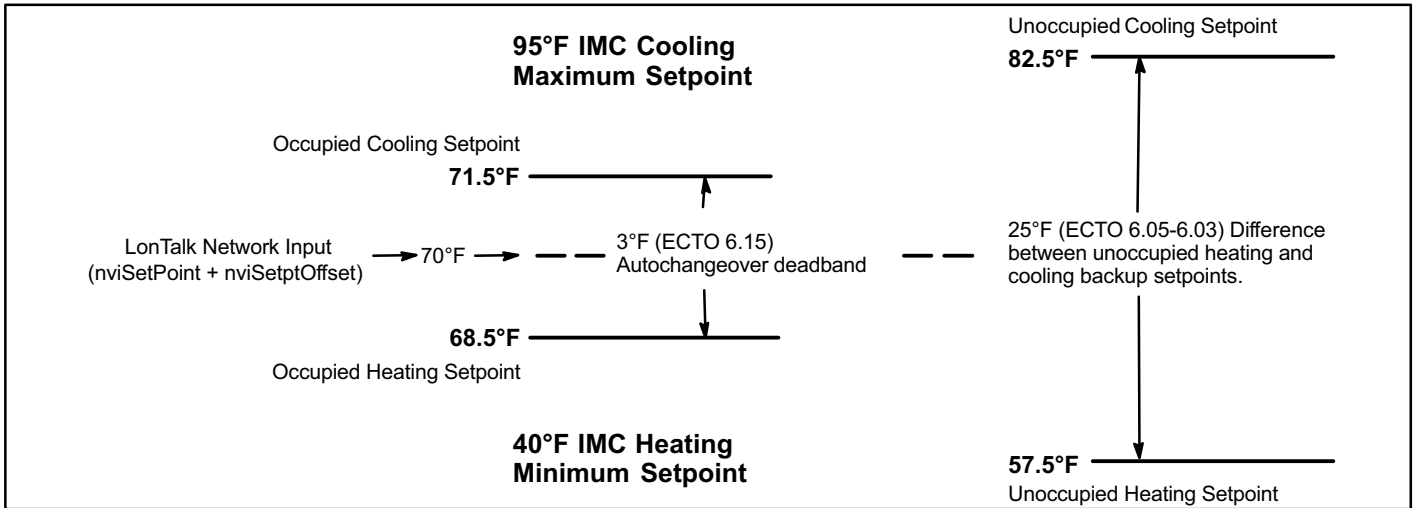 95°F IMC Cooling
Maximum Setpoint
Unoccupied Cooling Setpoint
82.5°F
Occupied Cooling Setpoint
71.5°F
LonTalk Network Input
(nviSetPoint + nviSetptOffset)
70°F
3°F (ECTO 6.15)
Autochangeover deadband
25°F (ECTO 6.05-6.03) Difference
between unoccupied heating and
cooling backup setpoints.
68.5°F
Occupied Heating Setpoint
40°F IMC Heating
Minimum Setpoint
57.5°F
Unoccupied Heating Setpoint